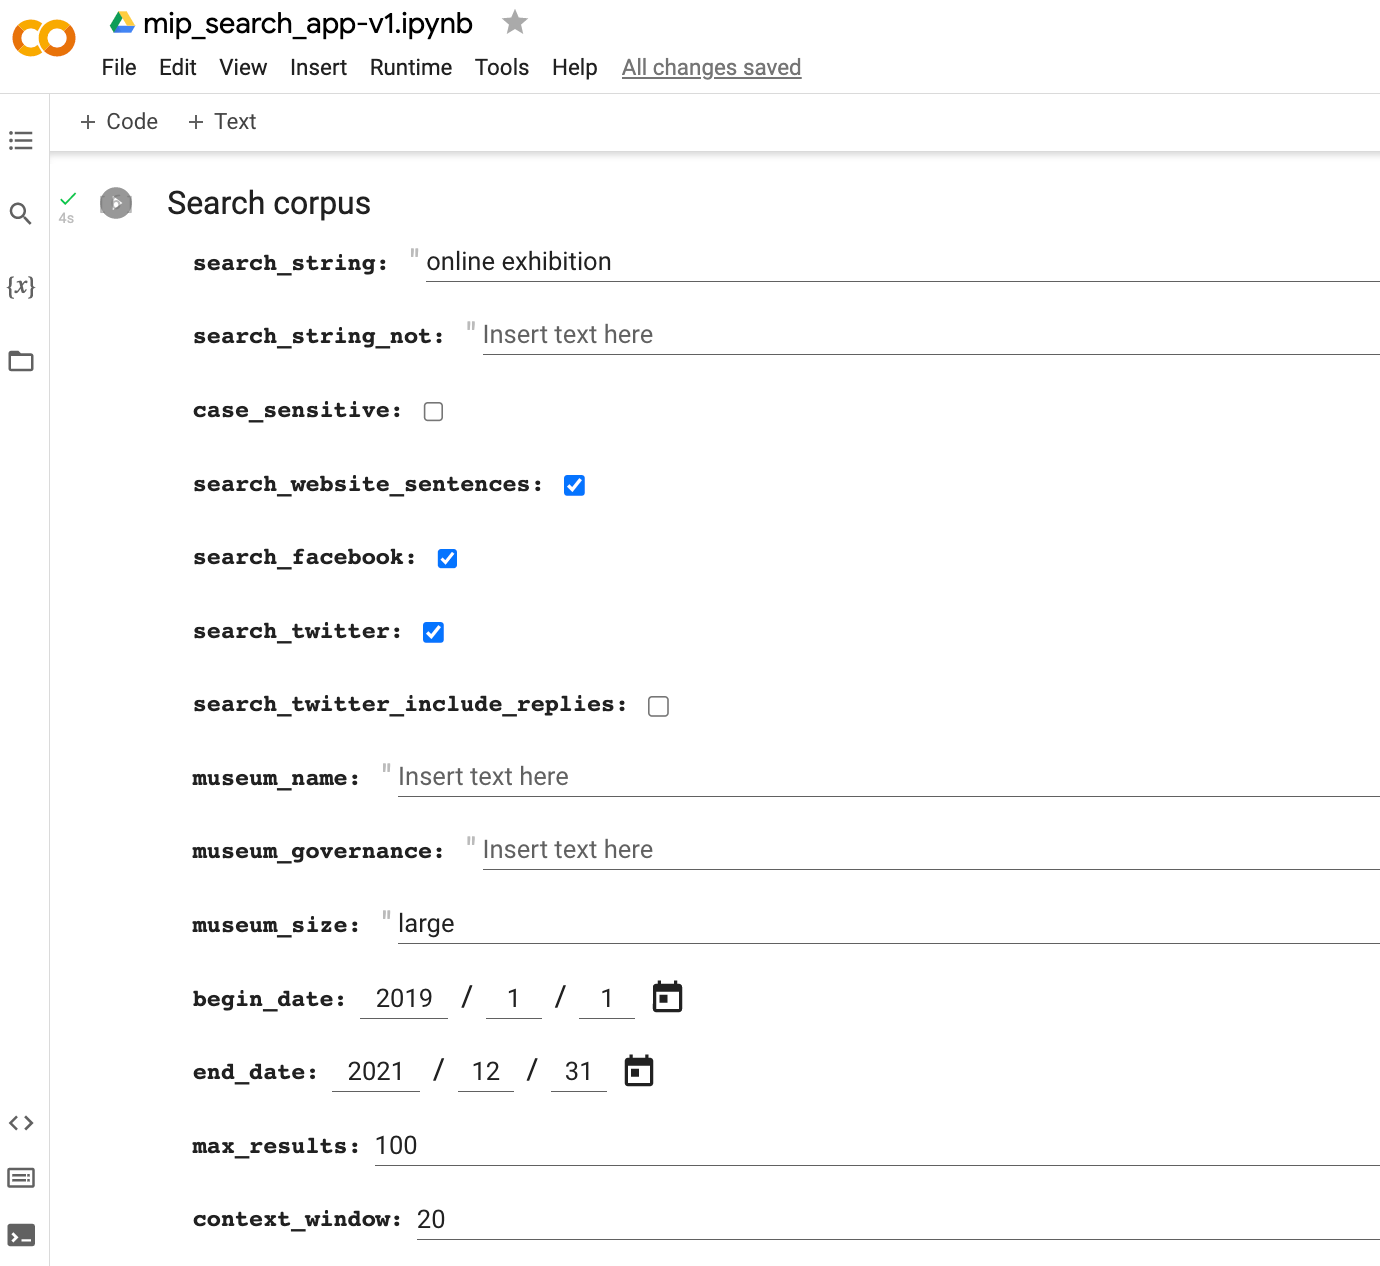 mip_search_app-v1.ipynb
File Edit View Insert Runtime Tools Help All changes saved
+ Code + Text
4s
Search corpus
search_string: " online exhibition
{x}
search_string_not: " Insert text here
case_sensitive:
search_website_sentences:
search_facebook:
search_twitter:
search_twitter_include_replies:
museum_name: " Insert text here
museum_governance: " Insert text here
museum_size: " large
begin_date: 2019 / 1 / 1
end_date: 2021 / 12 / 31
max_results: 100
context_window: 20